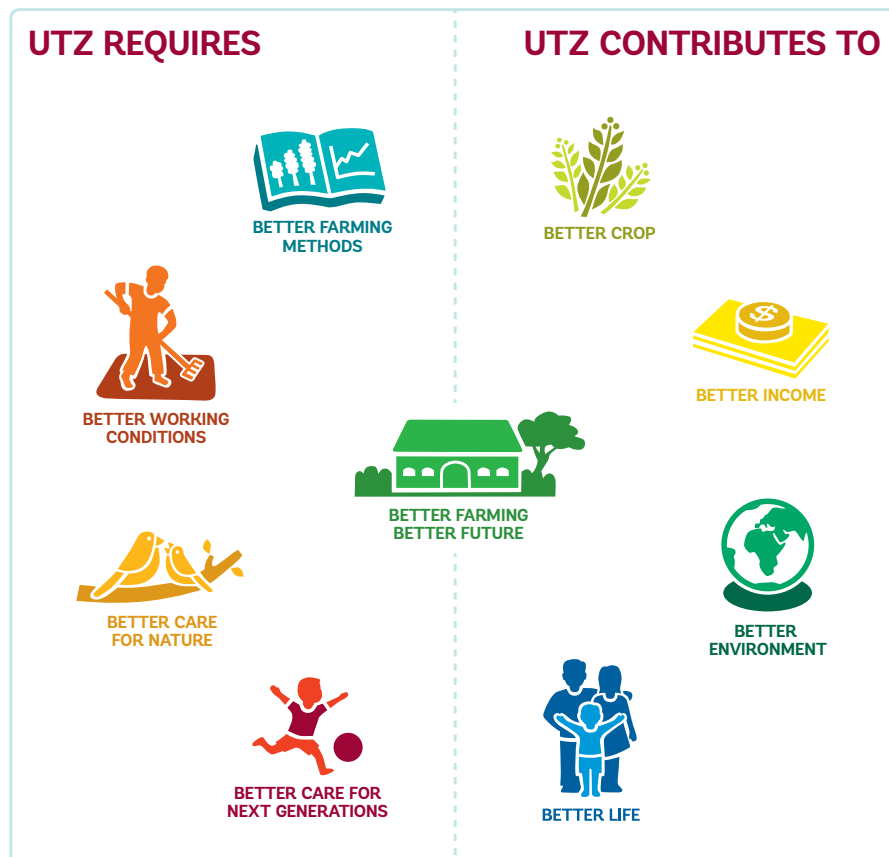 UTZ REQUIRES
BETTER FARMING
METHODS
BETTER WORKING
CONDITIONS
BETTER CARE
FOR NATURE
BETTER CARE FOR
NEXT GENERATIONS
BETTER FARMING
BETTER FUTURE
UTZ CONTRIBUTES TO
BETTER CROP
$
BETTER INCOME
BETTER
ENVIRONMENT
BETTER LIFE